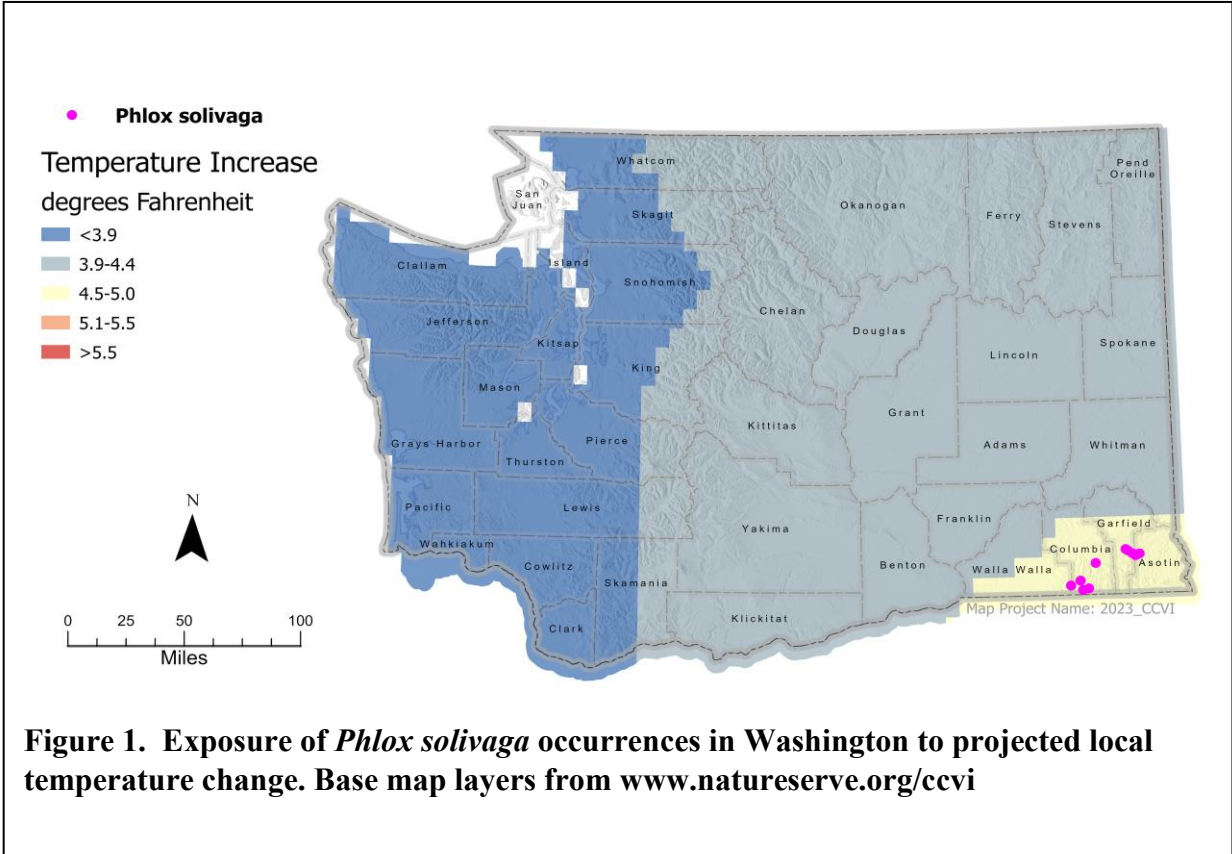 Phlox solivaga
Temperature Increase
degrees Fahrenheit
<3.9
3.9-4.4
4.5-5.0
5.1-5.5
>5.5
N
0 25 50 100
Miles
Whatcom
Pend
Oreille
San
Juan
Skagit
Okanogan
Ferry
Stevens
Island
Clallam
Snohomish
Chelan
Jefferson
Douglas
Kitsap
Lincoln
Spokane
King
Mason
Grant
Kittitas
Grays Harbor
Pierce
Adams
Whitman
Thurston
Pacific
Lewis
Yakima
Franklin
Garfield
Wahkiakum
Columbia
Cowlitz
Benton
Walla Walla
Asotin
Skamania
Map Project Name: 2023_CCVI
Klickitat
Clark
Figure 1.  Exposure of Phlox solivaga occurrences in Washington to projected local
temperature change. Base map layers from www.natureserve.org/ccvi